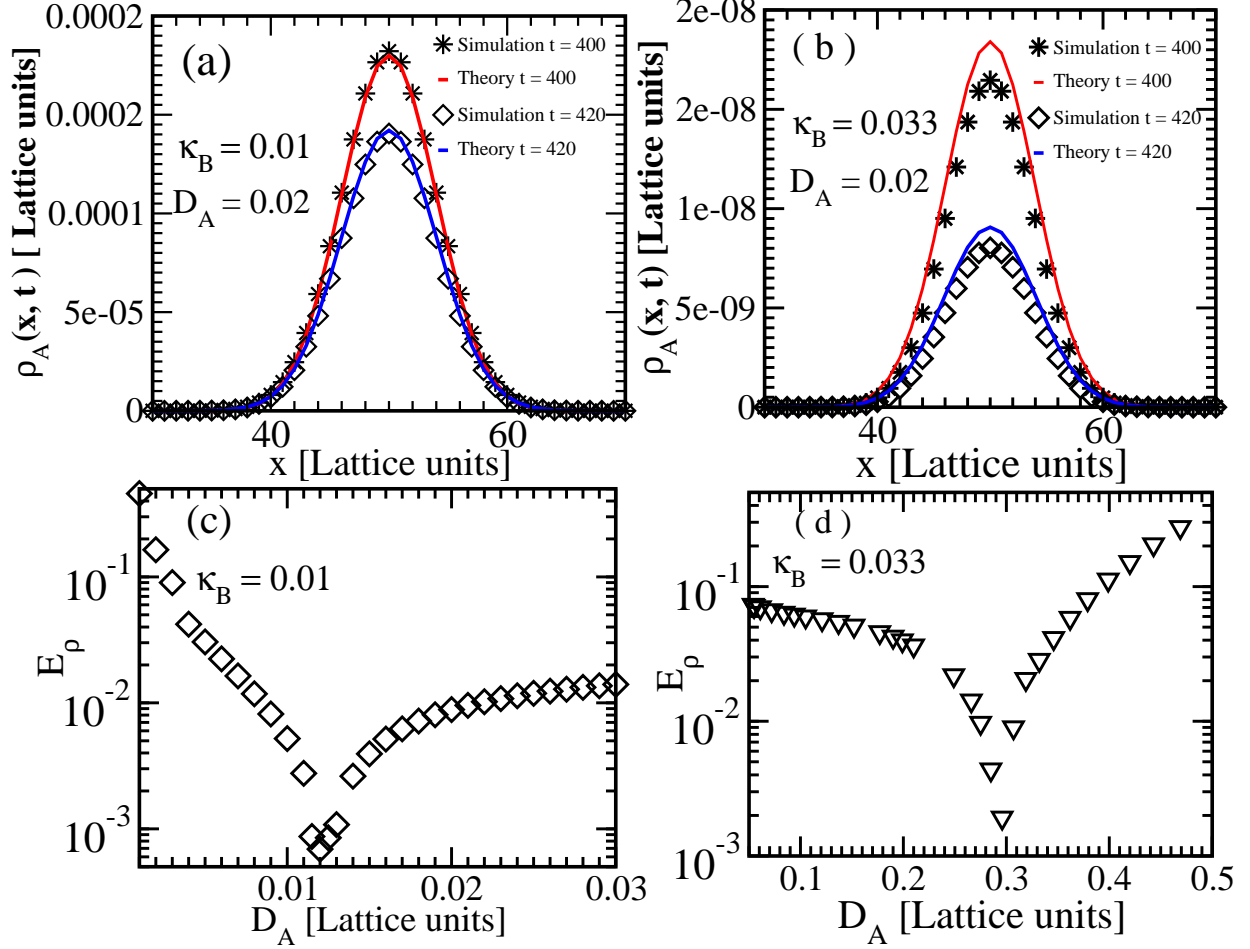 (a)
Simulation t = 400
Theory t = 400
Simulation t = 420
Theory t = 420
κB = 0.01
DA = 0.02
ρA(x, t) [ Lattice units]
0.0002
0.0002
0.0001
5e-05
0
40
60
x [Lattice units]
( b )
Simulation t = 400
Theory t = 400
Simulation t = 420
Theory t = 420
κB = 0.033
DA = 0.02
ρA(x, t) [Lattice units]
2e-08
2e-08
1e-08
5e-09
0
40
60
x [Lattice units]
(c)
κB = 0.01
Eρ
10-1
10-2
10-3
0.01
0.02
0.03
DA [Lattice units]
( d )
κB = 0.033
Eρ
10-1
10-2
10-3
0.1
0.2
0.3
0.4
0.5
DA [Lattice units]